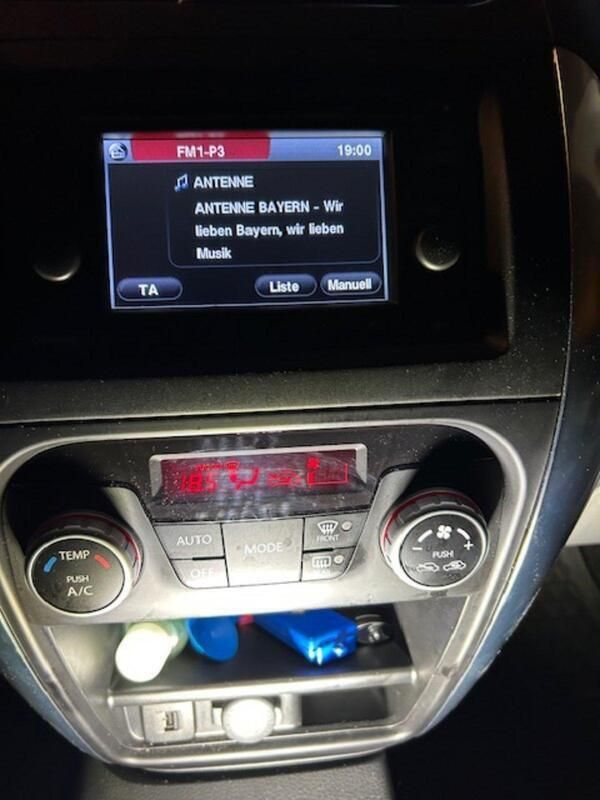 FM1-P3 19:00
ANTENNE
ANTENNE BAYERN - Wir
lieben Bayern, wir lieben
Musik
TA Liste Manuell
AUTO
MODE
FRONT
OFF
REAR
TEMP
PUSH
A/C
- +
PUSH